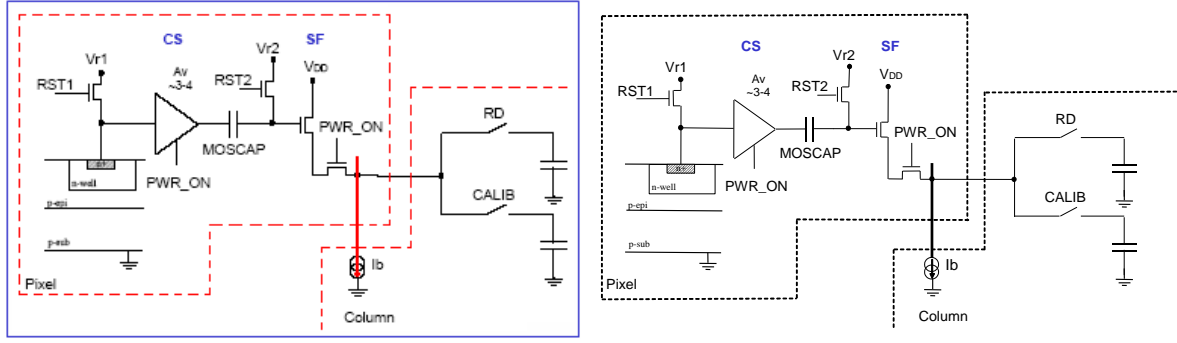 CS
SF
Vr1
Av
~3-4
Vr2
VDD
RST1
RST2
RD
PWR_ON
MOSCAP
n+
n-well
PWR_ON
CALIB
p-epi
p-sub
Ib
Pixel
Column
CS
SF
Vr1
Av
~3-4
Vr2
VDD
RST1
RST2
RD
PWR_ON
MOSCAP
n+
n-well
PWR_ON
CALIB
p-epi
p-sub
Ib
Pixel
Column